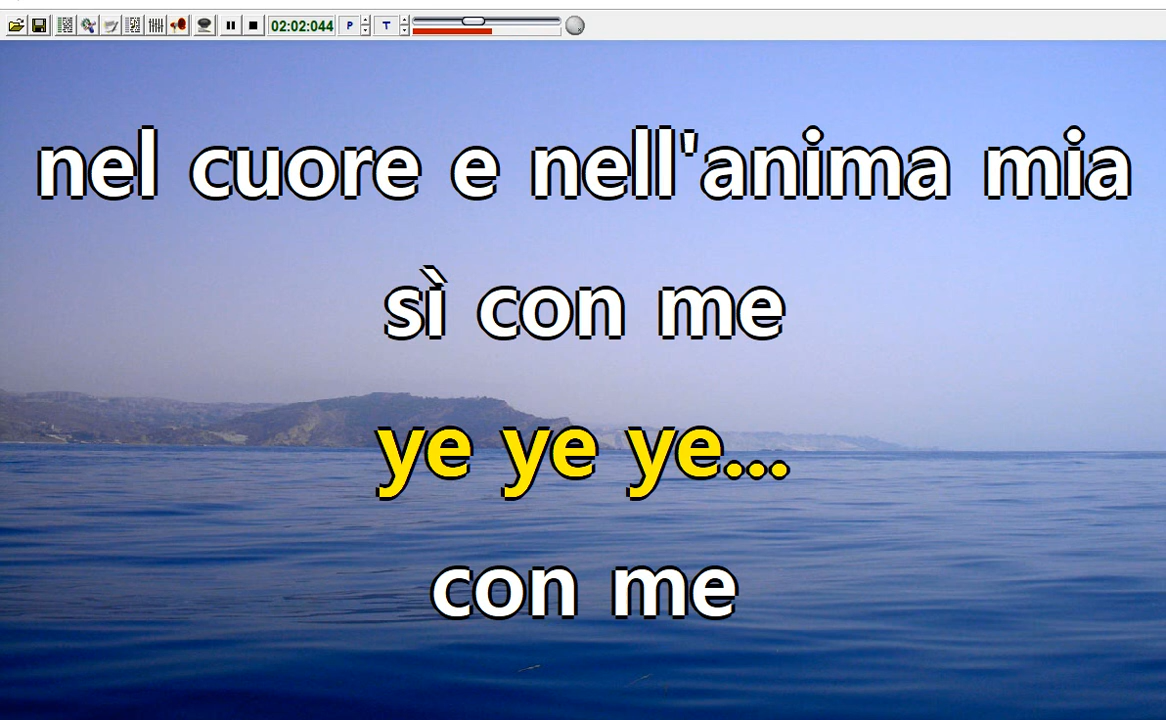 02:02:044 P T
nel cuore e nell'anima mia
sì con me
ye ye ye...
con me